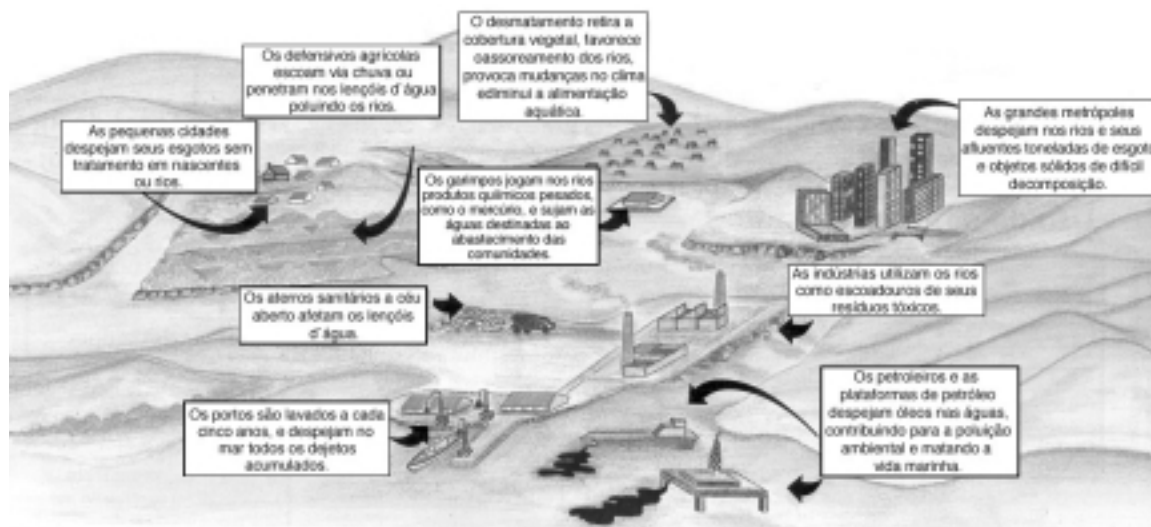 O desmatamento retira a
cobertura vegetal, favorece
oassoreamento dos rios,
provoca mudanças no clima
ediminui a alimentação
aquática.
Os defensivos agrícolas
escoam via chuva ou
penetram nos lençóis d'água
poluindo os rios.
As grandes metrópoles
despejam nos rios e seus
afluentes toneladas de esgoto
e objetos sólidos de difícil
decomposição.
As pequenas cidades
despejam seus esgotos sem
tratamento em nascentes
ou rios.
Os garimpos jogam nos rios
produtos químicos pesados,
como o mercúrio, e sujam as
águas destinadas ao
abastecimento das
comunidades.
As indústrias utilizam os rios
como escoadouros de seus
resíduos tóxicos.
Os aterros sanitários a céu
aberto afetam os lençóis
d'água.
Os petroleiros e as
plataformas de petróleo
despejam óleos nas águas,
contribuindo para a poluição
ambiental e matando a
vida marinha.
Os portos são lavados a cada
cinco anos, e despejam no
mar todos os dejetos
acumulados.